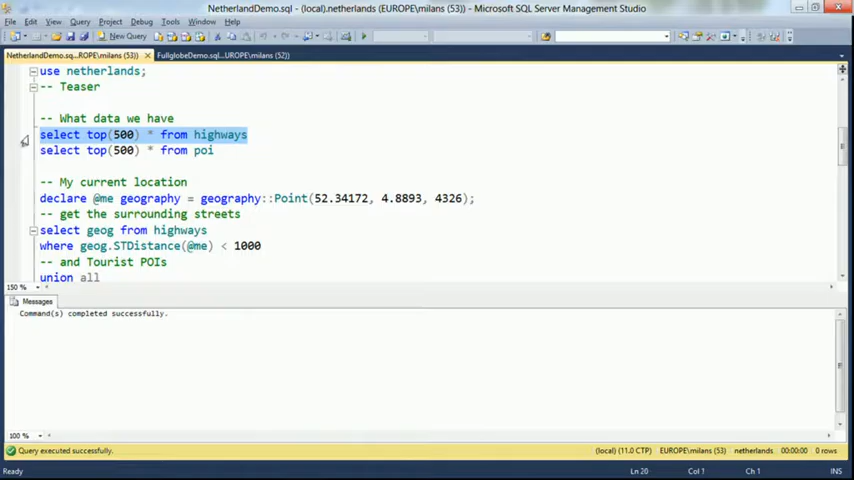 NetherlandDemo.sql - (local).netherlands (EUROPE\milans (53)) - Microsoft SQL Server Management Studio
File Edit View Query Project Debug Tools Window Help
New Query
NetherlandDemo.sq...ROPE\milans (53)) × FullglobeDemo.sql...UROPE\milans (52))
use netherlands;
-- Teaser
-- What data we have
select top(500) * from highways
select top(500) * from poi
-- My current location
declare @me geography = geography::Point(52.34172, 4.8893, 4326);
-- get the surrounding streets
select geog from highways
where geog.STDistance(@me) < 1000
-- and Tourist POIs
union all
150 %
Messages
Command(s) completed successfully.
100 %
Query executed successfully. (local) (11.0 CTP) EUROPE\milans (53) netherlands 00:00:00 0 rows
Ready Ln 20 Col 1 Ch 1 INS